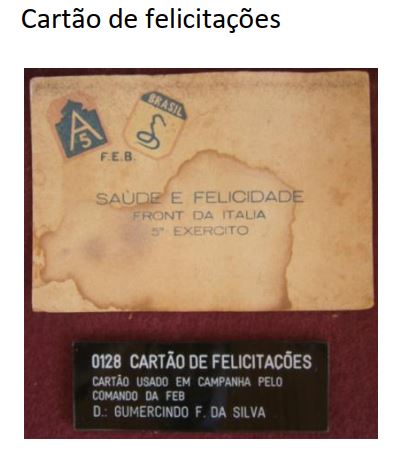 Cartão de felicitações
A
5
BRASIL
F.E.B.
SAÙDE E FELICIDADE
FRONT DA ITALIA
5º EXERCITO
0128 CARTÃO DE FELICITAÇÕES
CARTÃO USADO EM CAMPANHA PELO
COMANDO DA FEB
D.: GUMERCINDO F. DA SILVA